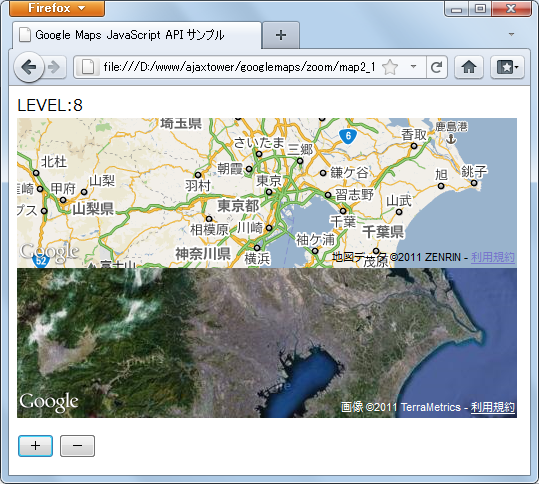 Firefox
Google Maps JavaScript API サンプル
file:///D:/www/ajaxtower/googlemaps/zoom/map2_1
LEVEL:8
埼玉県
さいたま
三郷
香取
鹿島港
北杜
山梨
羽村
朝霞
東京
鎌ケ谷
旭
銚子
甲府
習志野
山武
山梨県
東京都
相模原
川崎
千葉
千葉県
神奈川県
横浜
袖ケ浦
茂原
富士山
6
52
Google
地図データ ©2011 ZENRIN - 利用規約
Google
画像 ©2011 TerraMetrics - 利用規約
+
−